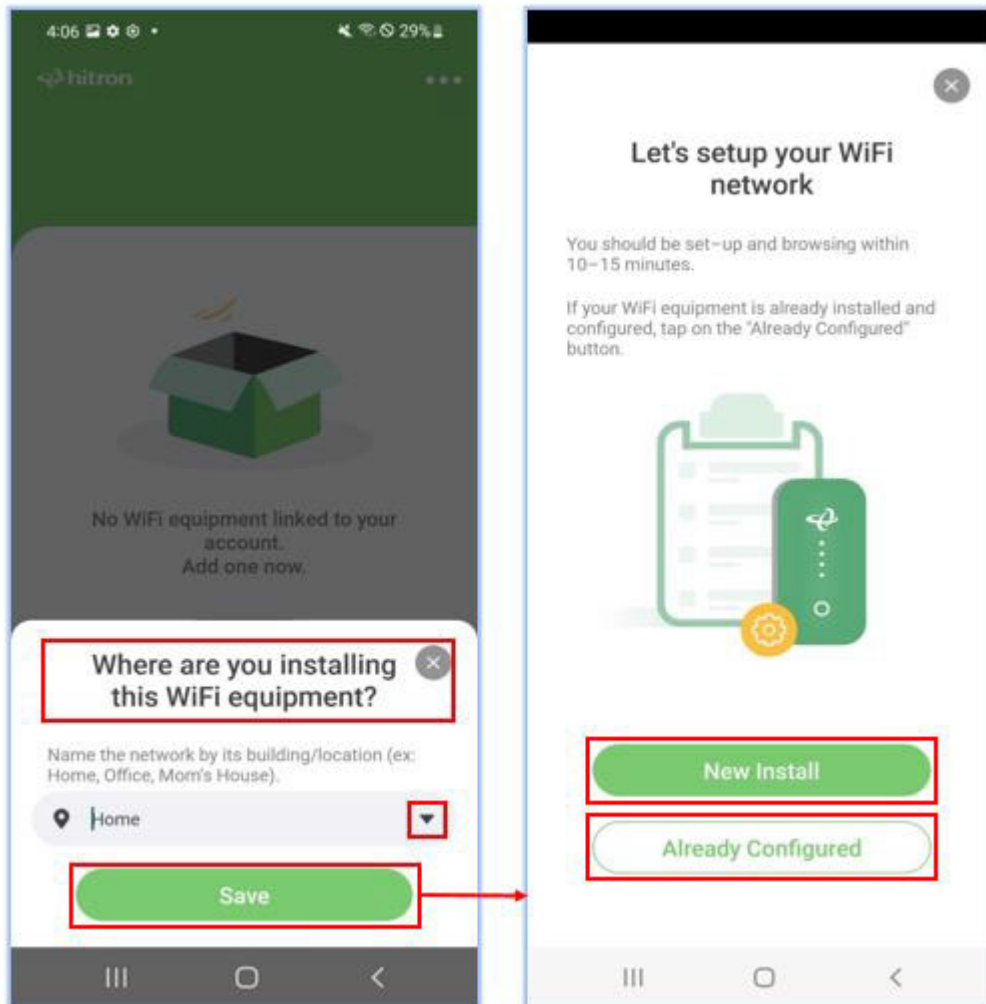 4:06
29%
hitron
No WiFi equipment linked to your
account.
Add one now.
Where are you installing
this WiFi equipment?
Name the network by its building/location (ex:
Home, Office, Mom's House).
Home
Save
Let's setup your WiFi
network
You should be set-up and browsing within
10-15 minutes.
If your WiFi equipment is already installed and
configured, tap on the "Already Configured"
button.
New Install
Already Configured